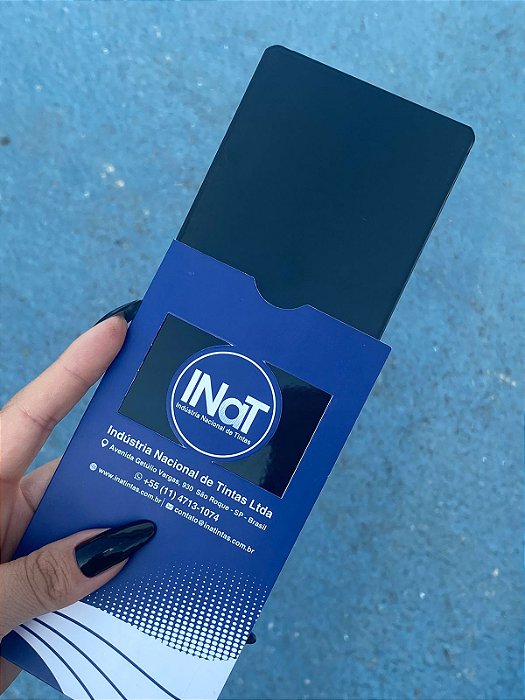 INaT
Indústria Nacional de Tintas
Indústria Nacional de Tintas Ltda
Avenida Getúlio Vargas, 930 São Roque - SP - Brasil
+55 (11) 4713-1074
www.inatintas.com.br | contato@inatintas.com.br